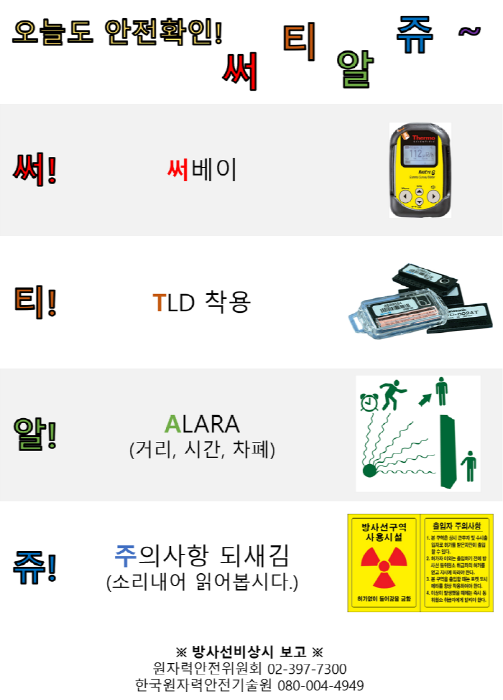 오늘도 안전확인! 써 티 알 쥬 ~
써! 써베이
Thermo
티! TLD 착용
알! ALARA
(거리, 시간, 차폐)
쥬! 주의사항 되새김
(소리내어 읽어봅시다.)
방사선구역
사용시설
허가없이 들어감을 금함
출입자 주의사항
※ 방사선비상시 보고 ※
원자력안전위원회 02-397-7300
한국원자력안전기술원 080-004-4949